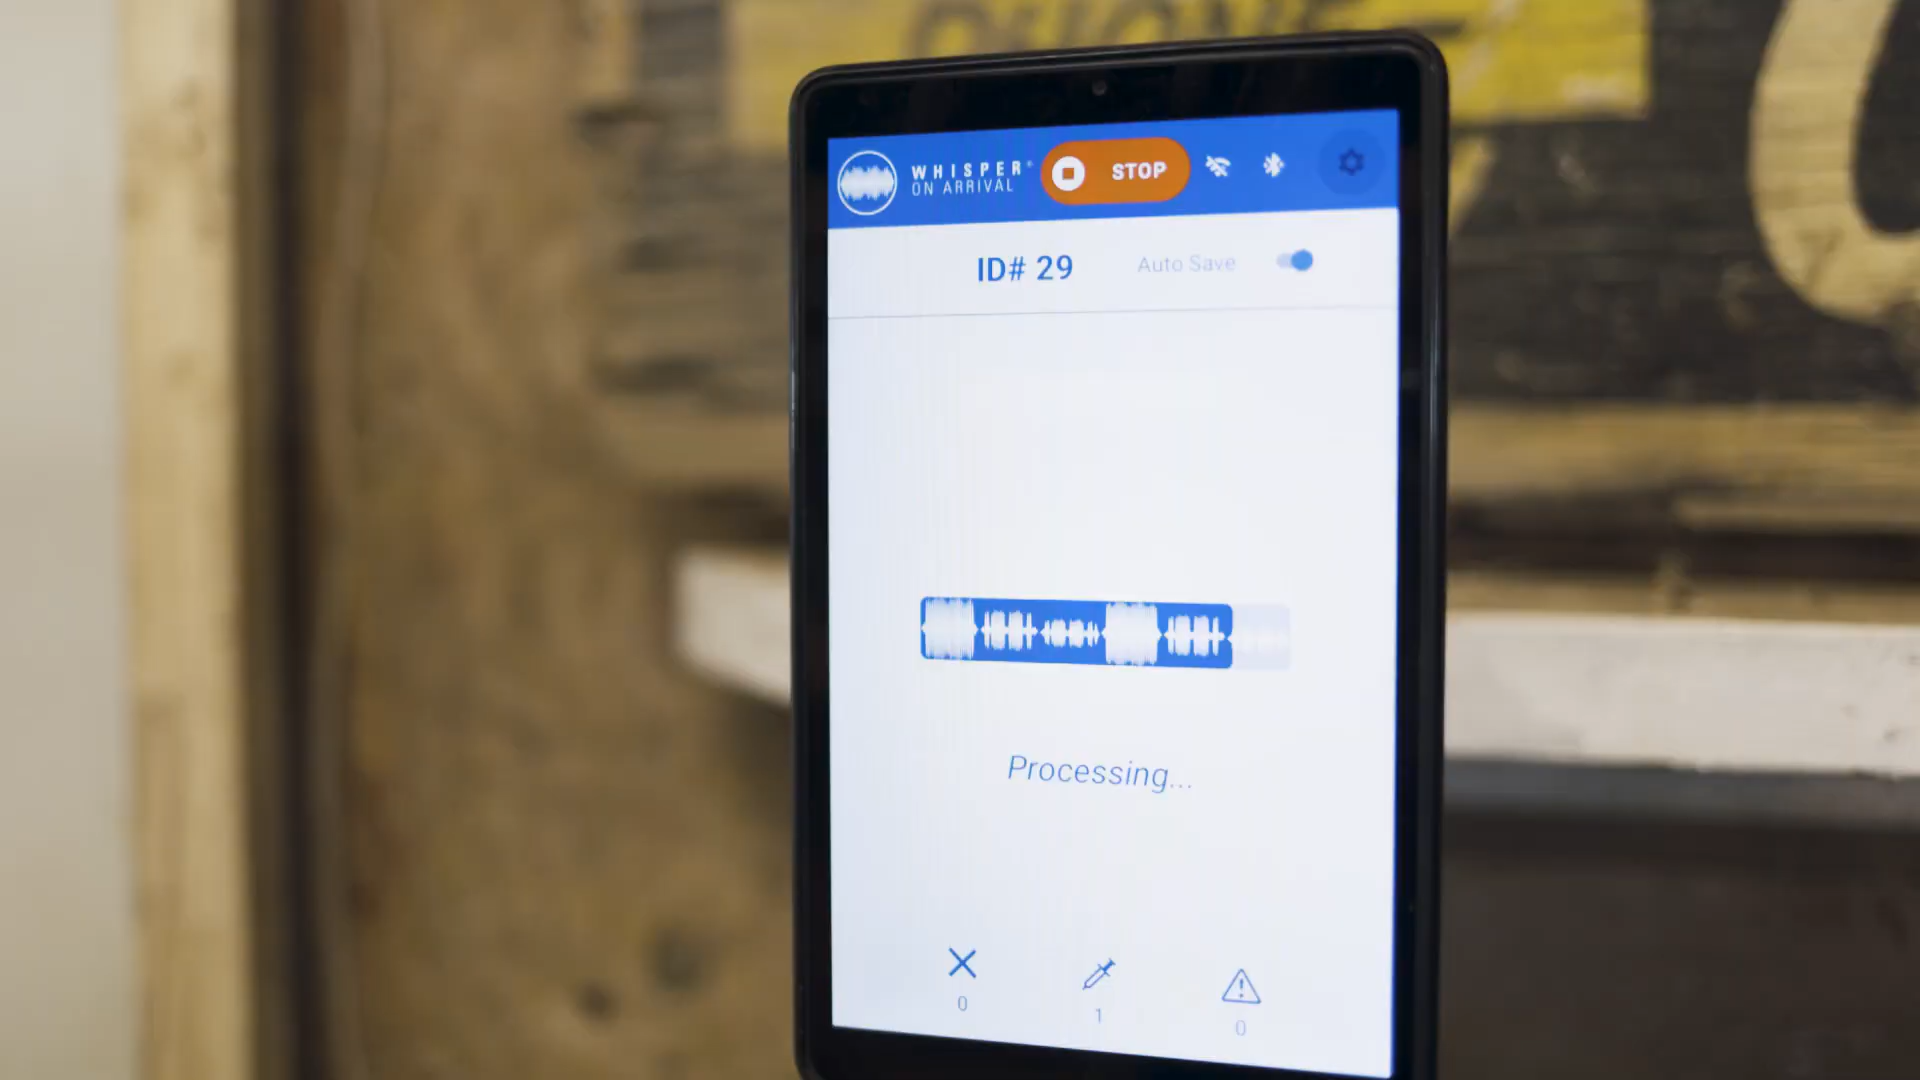 WHISPER®
ON ARRIVAL
STOP
ID# 29
Auto Save
Processing...
0
1
0